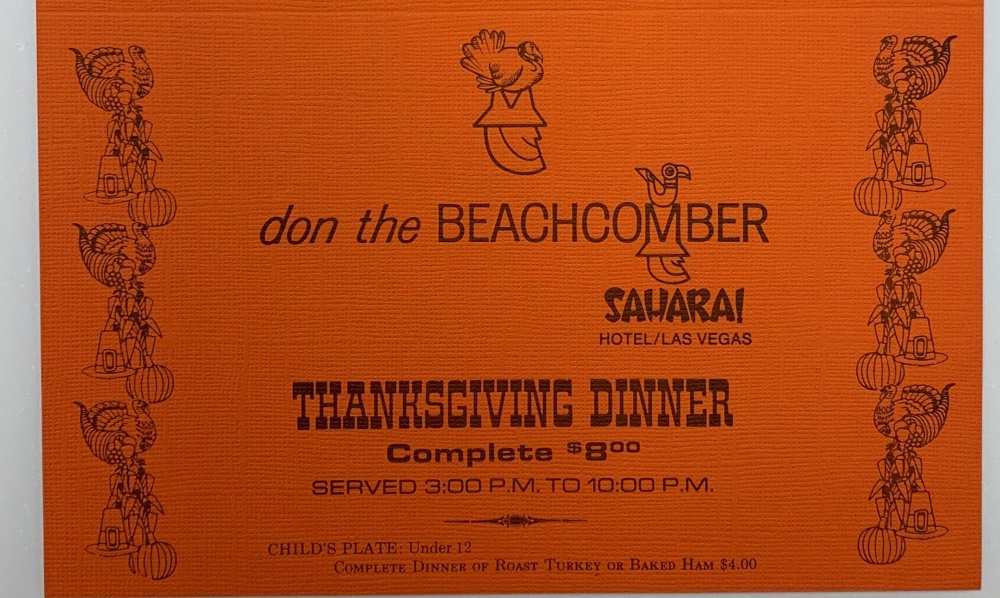 don the BEACHCOMBER
SAHARA!
HOTEL/LAS VEGAS
THANKSGIVING DINNER
Complete $8.00
SERVED 3:00 P.M. TO 10:00 P.M.
CHILD'S PLATE: Under 12
COMPLETE DINNER OF ROAST TURKEY OR BAKED HAM $4.00